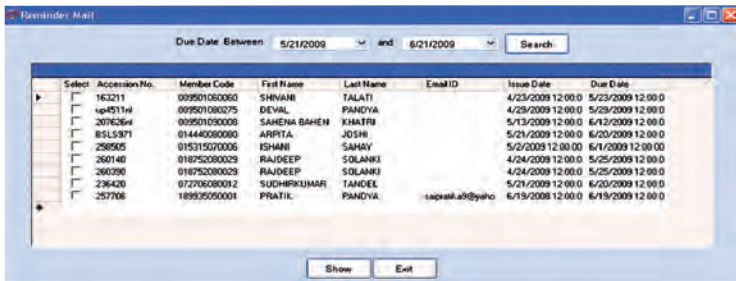 Reminder Mail
Due Date Between 5/21/2009 and 6/21/2009 Search
Select Accession No. Member Code First Name Last Name Email ID Issue Date Due Date
163211 009501060060 SHIVANI TALATI 4/23/2009 12:00:0 5/23/2009 12:00:0
up4511nl 009501080275 DEVAL PANDYA 4/29/2009 12:00:0 5/29/2009 12:00:0
207626nl 009501090008 SAHENA BAHEN KHATRI 5/13/2009 12:00:0 6/12/2009 12:00:0
BSLS971 014440080080 ARPITA JOSHI 5/21/2009 12:00:0 6/20/2009 12:00:0
258505 015315070006 ISHANI SAHAY 5/2/2009 12:00:00 6/1/2009 12:00:00
260140 018752080029 RAJDEEP SOLANKI 4/24/2009 12:00:0 5/25/2009 12:00:0
260390 018752080029 RAJDEEP SOLANKI 4/24/2009 12:00:0 5/25/2009 12:00:0
236420 072706080012 SUDHIRKUMAR TANDEL 5/21/2009 12:00:0 6/20/2009 12:00:0
257706 189935050001 PRATIK PANDYA 6/19/2008 12:00:0 6/19/2009 12:00:0
Show Exit